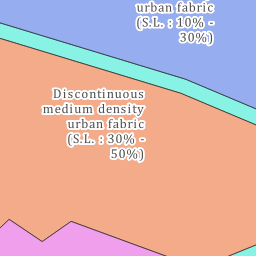 urban fabric
(S.L. : 10% -
30%)
Discontinuous
medium density
urban fabric
(S.L. : 30% -
50%)